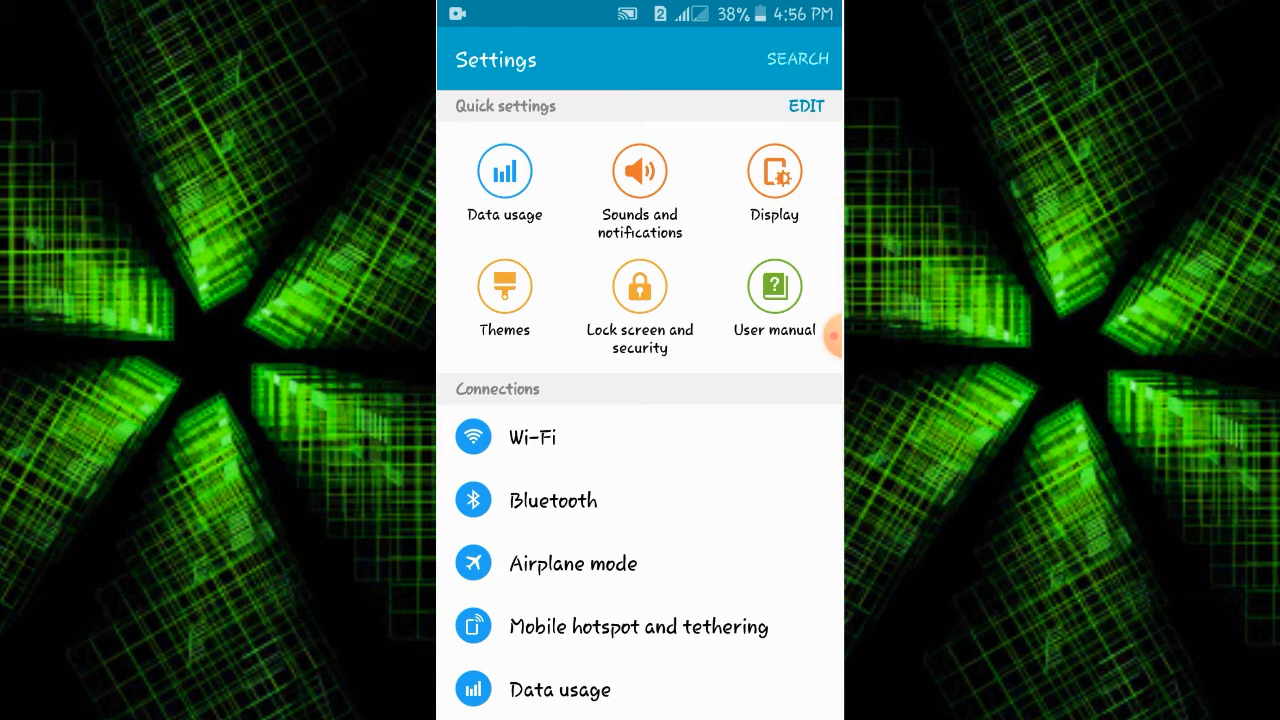 2 38% 4:56 PM
Settings SEARCH
Quick settings EDIT
Data usage
Sounds and
notifications
Display
Themes
Lock screen and
security
User manual
Connections
Wi-Fi
Bluetooth
Airplane mode
Mobile hotspot and tethering
Data usage